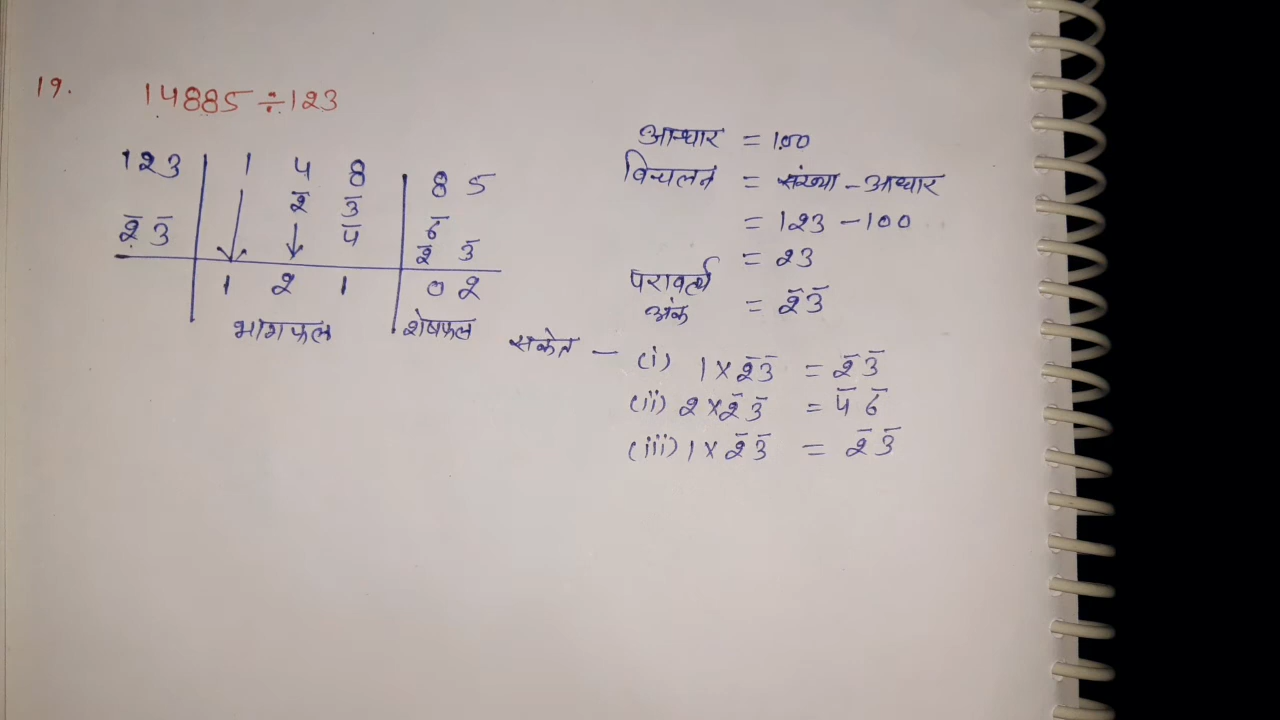 19. 14885 ÷ 123
123 | 1 4 8 | 8 5
2̅ 3̅
2̅ 3̅ 4̅ 6̅
2̅ 3̅
1 2 1 | 0 2
भागफल शेषफल
आधार = 100
विचलन = संख्या - आधार
= 123 - 100
= 23
परावर्त्य
अंक = 2̅3̅
सकेत - (i) 1 × 2̅3̅ = 2̅3̅
(ii) 2 × 2̅3̅ = 4̅ 6̅
(iii) 1 × 2̅3̅ = 2̅3̅